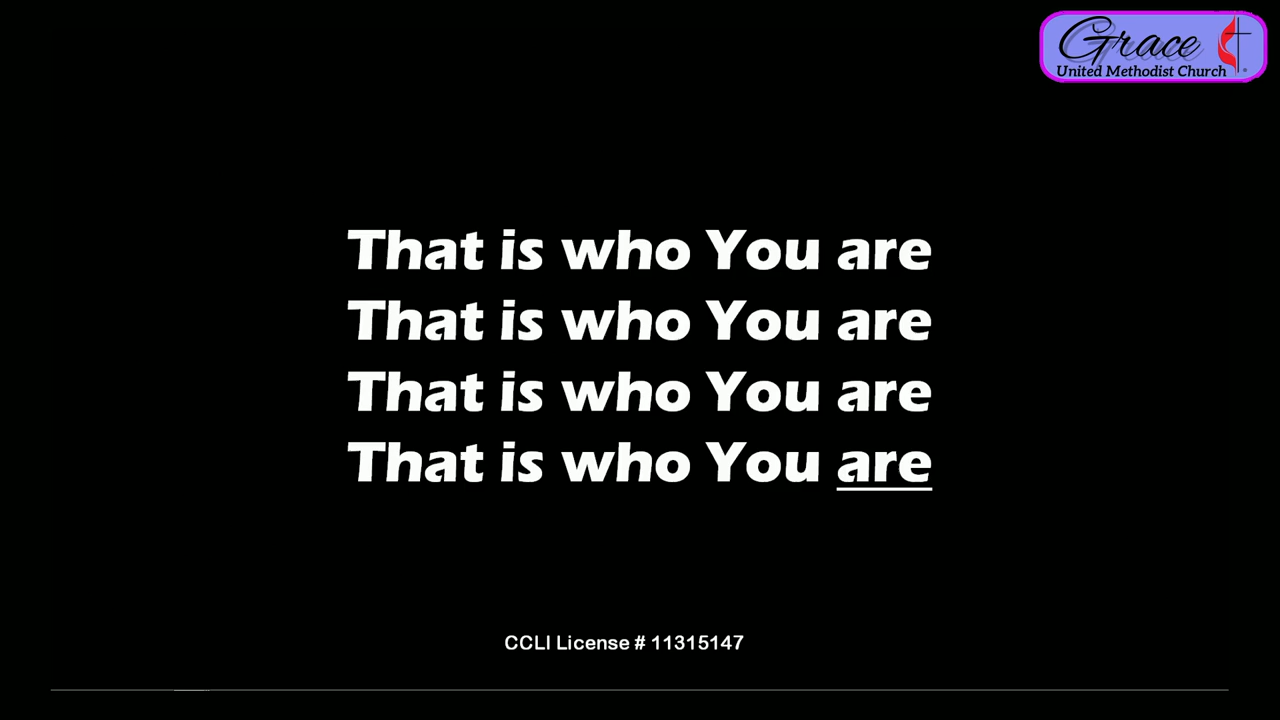 Grace
United Methodist Church
That is who You are
That is who You are
That is who You are
That is who You are
CCLI License # 11315147